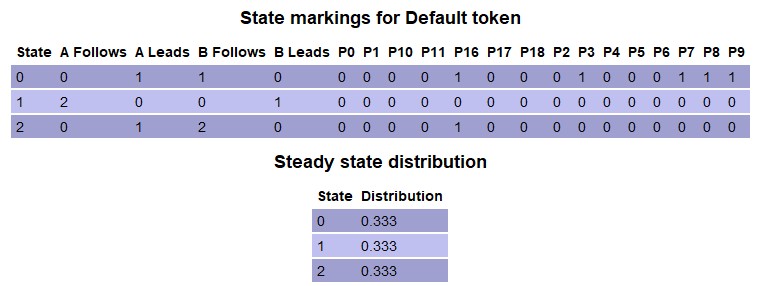 State markings for Default token
State A Follows A Leads B Follows B Leads P0 P1 P10 P11 P16 P17 P18 P2 P3 P4 P5 P6 P7 P8 P9
0 0 1 1 0 0 0 0 0 1 0 0 0 1 0 0 0 1 1 1
1 2 0 0 1 0 0 0 0 0 0 0 0 0 0 0 0 0 0 0
2 0 1 2 0 0 0 0 0 1 0 0 0 0 0 0 0 0 0 0
Steady state distribution
State Distribution
0 0.333
1 0.333
2 0.333